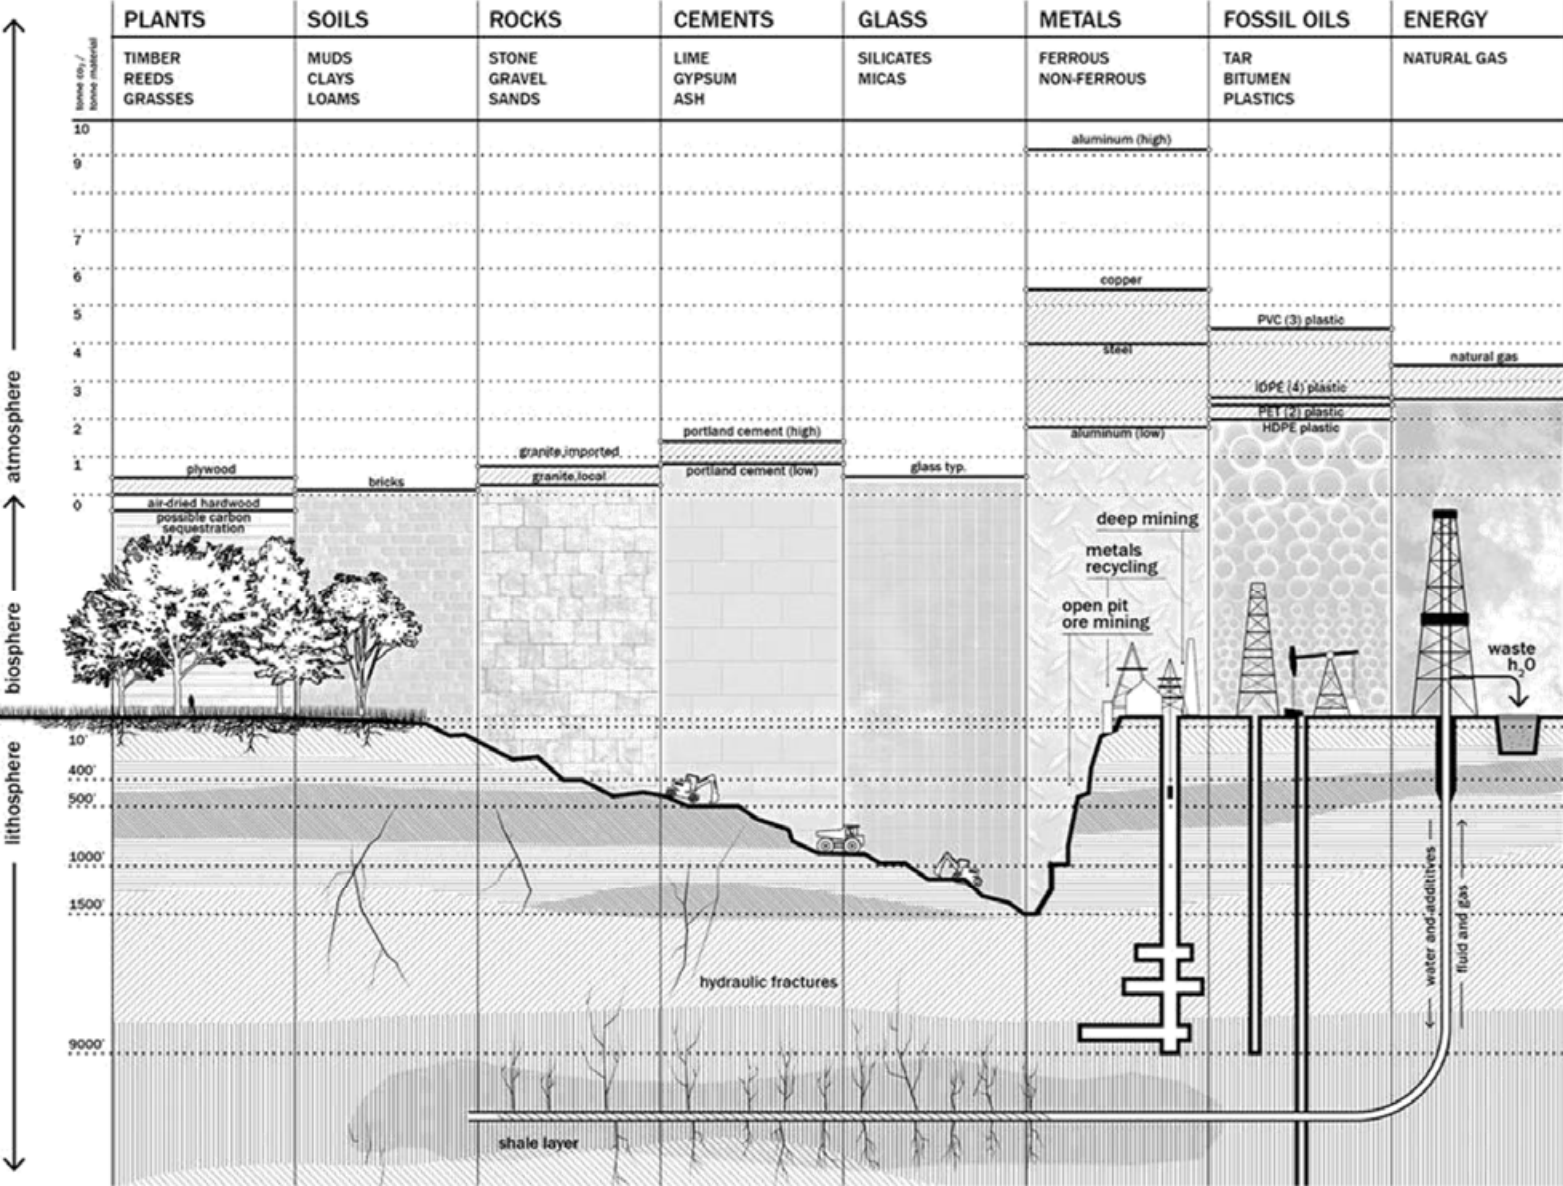 PLANTS
SOILS
ROCKS
CEMENTS
GLASS
METALS
FOSSIL OILS
ENERGY
tonne co₂/
tonne material
TIMBER
REEDS
GRASSES
MUDS
CLAYS
LOAMS
STONE
GRAVEL
SANDS
LIME
GYPSUM
ASH
SILICATES
MICAS
FERROUS
NON-FERROUS
TAR
BITUMEN
PLASTICS
NATURAL GAS
10
9
7
6
5
4
3
2
1
0
atmosphere
biosphere
lithosphere
plywood
air-dried hardwood
possible carbon
sequestration
bricks
granite,imported
granite,local
portland cement (high)
portland cement (low)
glass typ.
aluminum (high)
copper
steel
aluminum (low)
PVC (3) plastic
lDPE (4) plastic
PET (2) plastic
HDPE plastic
natural gas
deep mining
metals
recycling
open pit
ore mining
waste
h₂O
10'
400'
500'
1000'
1500'
9000'
water and additives
fluid and gas
hydraulic fractures
shale layer